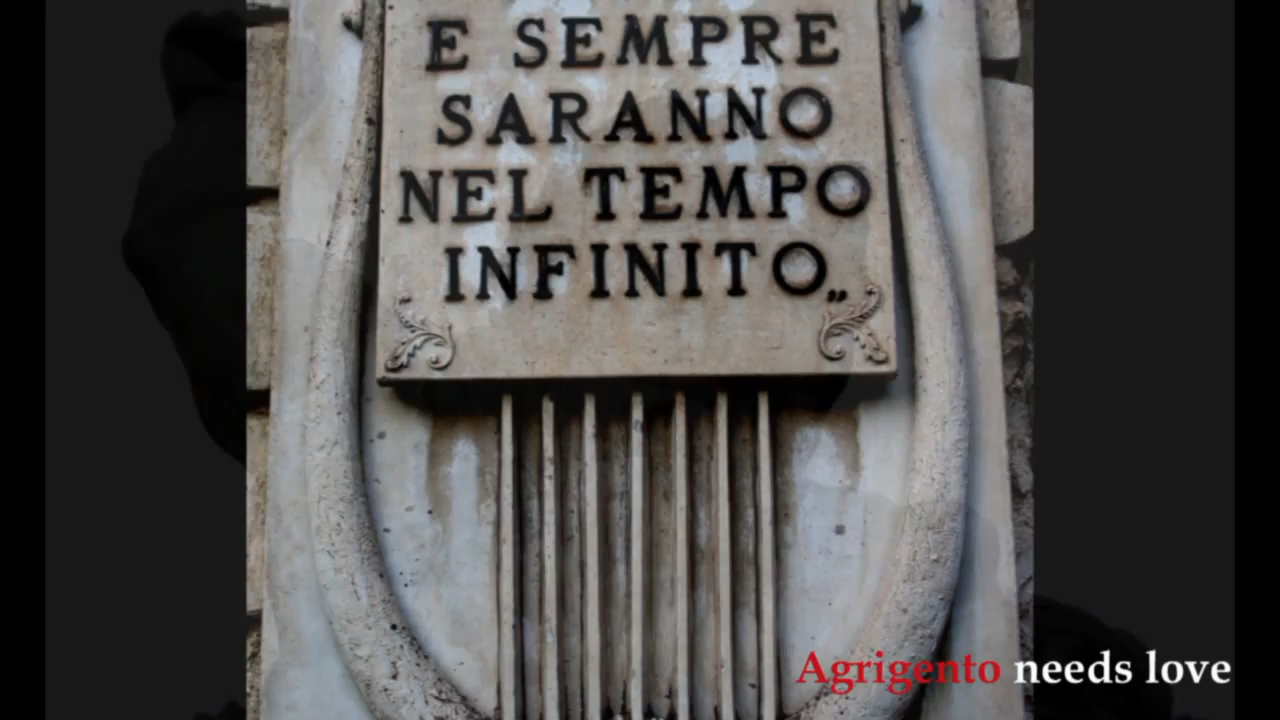 E SEMPRE
SARANNO
NEL TEMPO
INFINITO„
Agrigento needs love